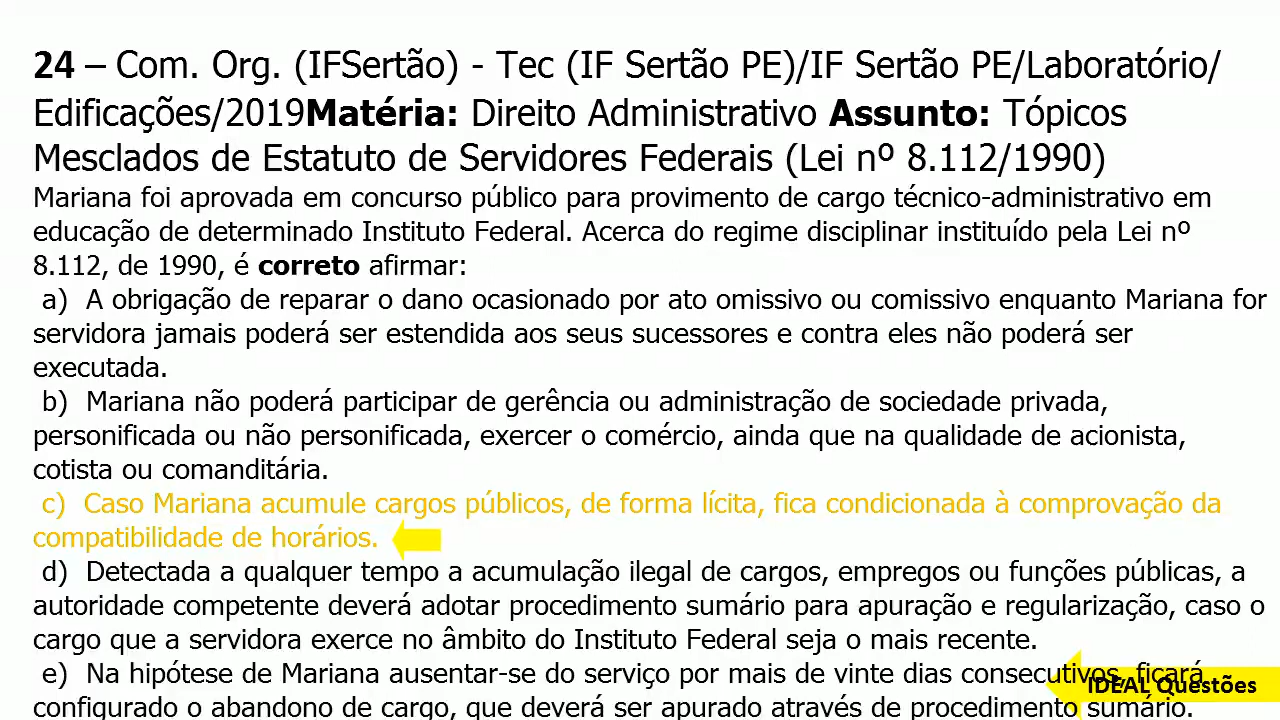 24 – Com. Org. (IFSertão) - Tec (IF Sertão PE)/IF Sertão PE/Laboratório/
Edificações/2019Matéria: Direito Administrativo Assunto: Tópicos
Mesclados de Estatuto de Servidores Federais (Lei nº 8.112/1990)
Mariana foi aprovada em concurso público para provimento de cargo técnico-administrativo em
educação de determinado Instituto Federal. Acerca do regime disciplinar instituído pela Lei nº
8.112, de 1990, é correto afirmar:
a) A obrigação de reparar o dano ocasionado por ato omissivo ou comissivo enquanto Mariana for
servidora jamais poderá ser estendida aos seus sucessores e contra eles não poderá ser
executada.
b) Mariana não poderá participar de gerência ou administração de sociedade privada,
personificada ou não personificada, exercer o comércio, ainda que na qualidade de acionista,
cotista ou comanditária.
c) Caso Mariana acumule cargos públicos, de forma lícita, fica condicionada à comprovação da
compatibilidade de horários.
d) Detectada a qualquer tempo a acumulação ilegal de cargos, empregos ou funções públicas, a
autoridade competente deverá adotar procedimento sumário para apuração e regularização, caso o
cargo que a servidora exerce no âmbito do Instituto Federal seja o mais recente.
e) Na hipótese de Mariana ausentar-se do serviço por mais de vinte dias consecutivos, ficará
IDEAL Questões
configurado o abandono de cargo, que deverá ser apurado através de procedimento sumário.